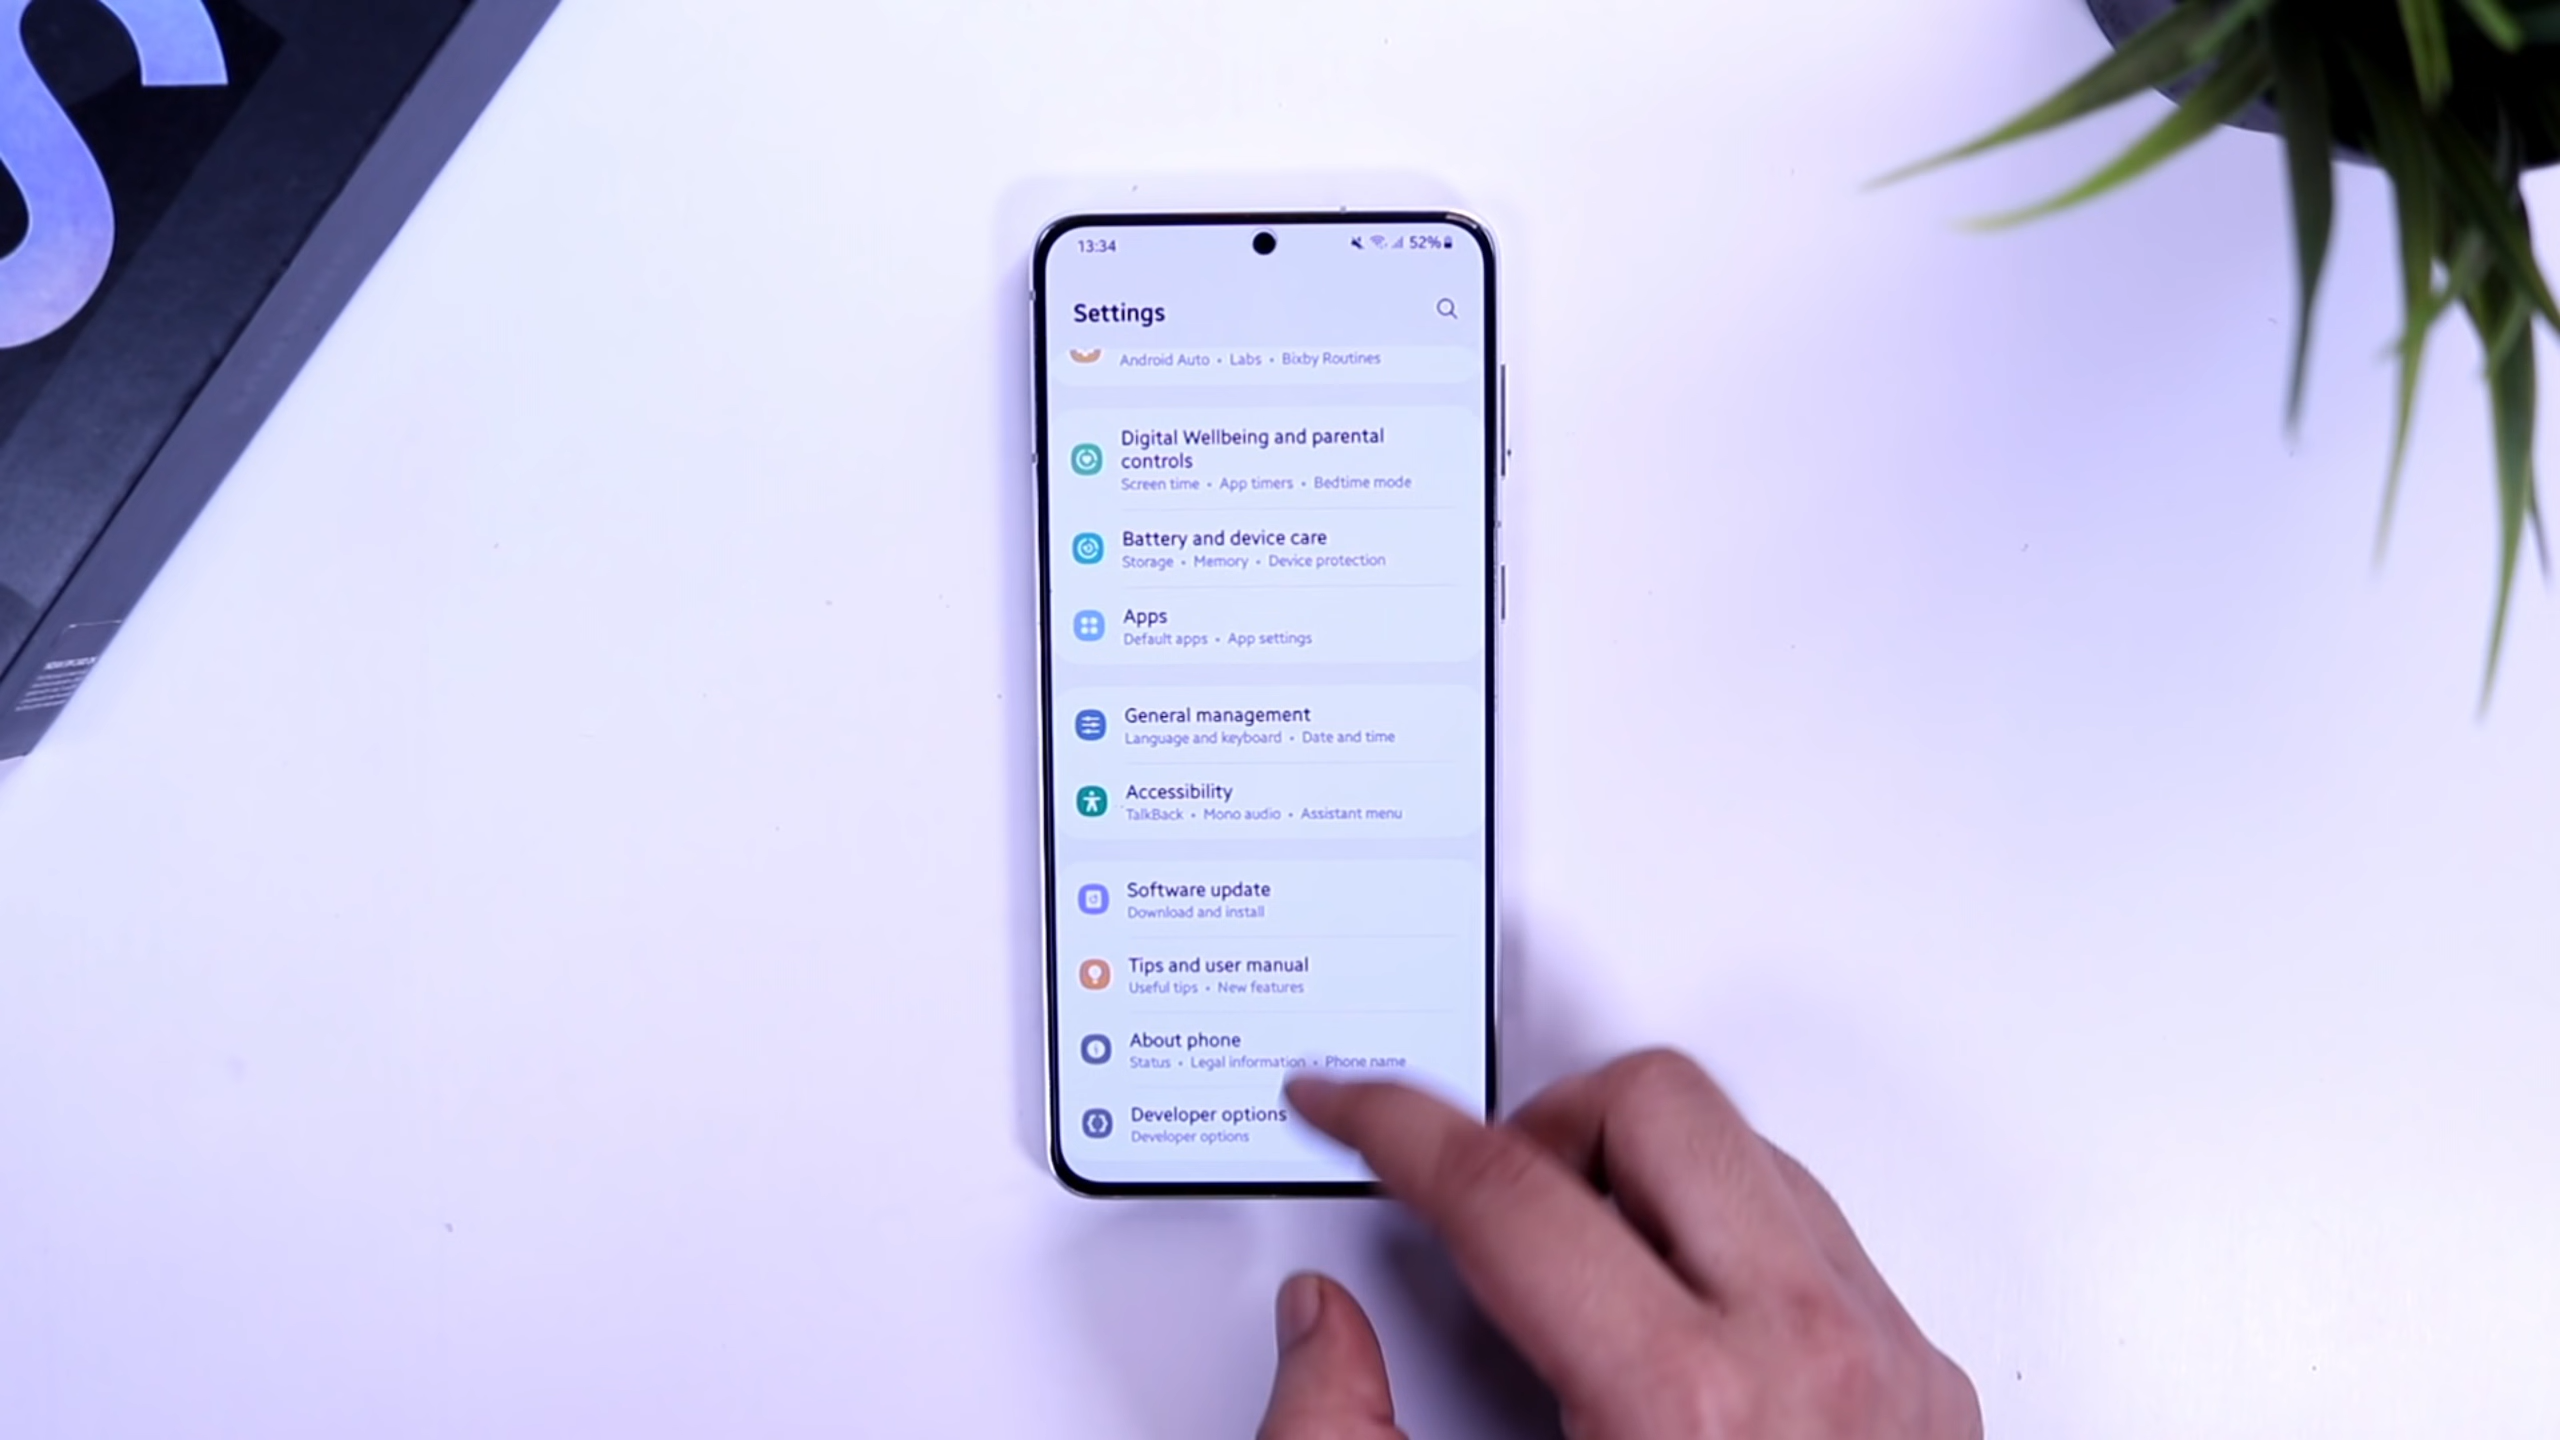 S
13:34
52%
Settings
Android Auto • Labs • Bixby Routines
Digital Wellbeing and parental
controls
Screen time • App timers • Bedtime mode
Battery and device care
Storage • Memory • Device protection
Apps
Default apps • App settings
General management
Language and keyboard • Date and time
Accessibility
TalkBack • Mono audio • Assistant menu
Software update
Download and install
Tips and user manual
Useful tips • New features
About phone
Status • Legal information • Phone name
Developer options
Developer options